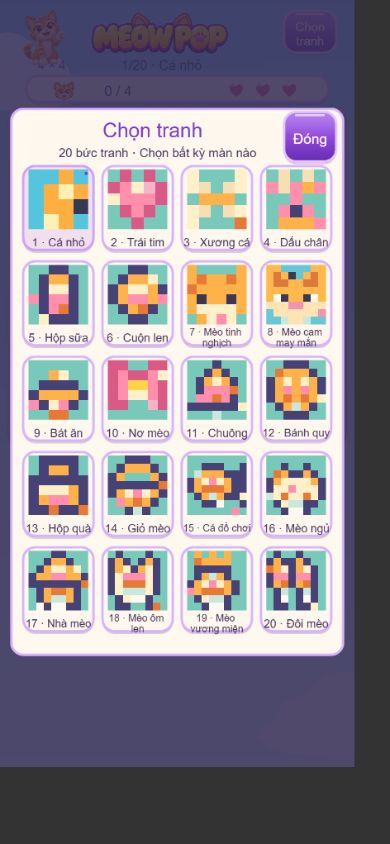 MEOWPOP
Chọn
tranh
4 × 4
1/20 · Cá nhỏ
0 / 4
Chọn tranh
Đóng
20 bức tranh · Chọn bất kỳ màn nào
1 · Cá nhỏ
2 · Trái tim
3 · Xương cá
4 · Dấu chân
5 · Hộp sữa
6 · Cuộn len
7 · Mèo tinh
nghịch
8 · Mèo cam
may mắn
9 · Bát ăn
10 · Nơ mèo
11 · Chuông
12 · Bánh quy
13 · Hộp quà
14 · Giỏ mèo
15 · Cá đồ chơi
16 · Mèo ngủ
17 · Nhà mèo
18 · Mèo ôm
len
19 · Mèo
vương miện
20 · Đôi mèo